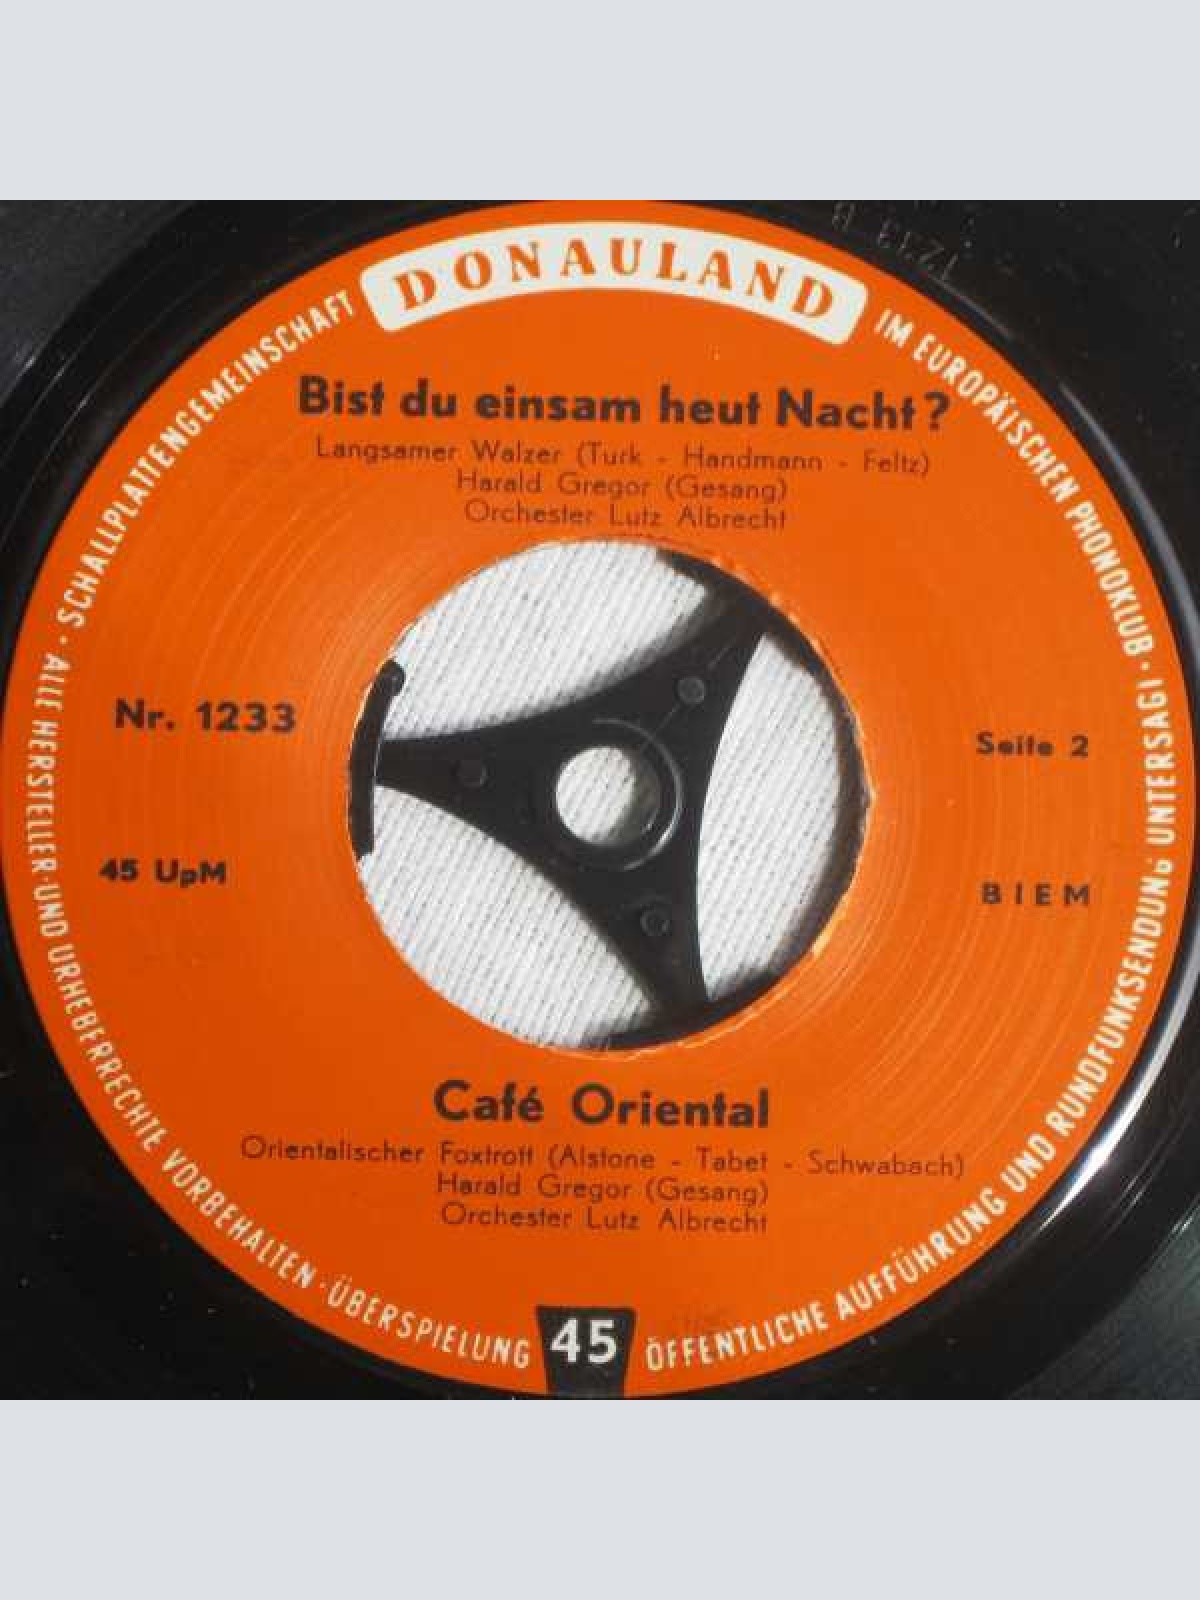 DONAULAND
SCHALLPLATTENGEMEINSCHAFT
IM EUROPÄISCHEN PHONOKLUB ·
Bist du einsam heut Nacht?
Langsamer Walzer (Turk - Handmann - Feltz)
Harald Gregor (Gesang)
Orchester Lutz Albrecht
Nr. 1233
Seite 2
45 UpM
BIEM
Café Oriental
Orientalischer Foxtrott (Alstone - Tabet - Schwabach)
Harald Gregor (Gesang)
Orchester Lutz Albrecht
· ALLE HERSTELLER- UND URHEBERRECHTE VORBEHALTEN · ÜBERSPIELUNG
45
ÖFFENTLICHE AUFFÜHRUNG UND RUNDFUNKSENDUNG UNTERSAGT
1233 B